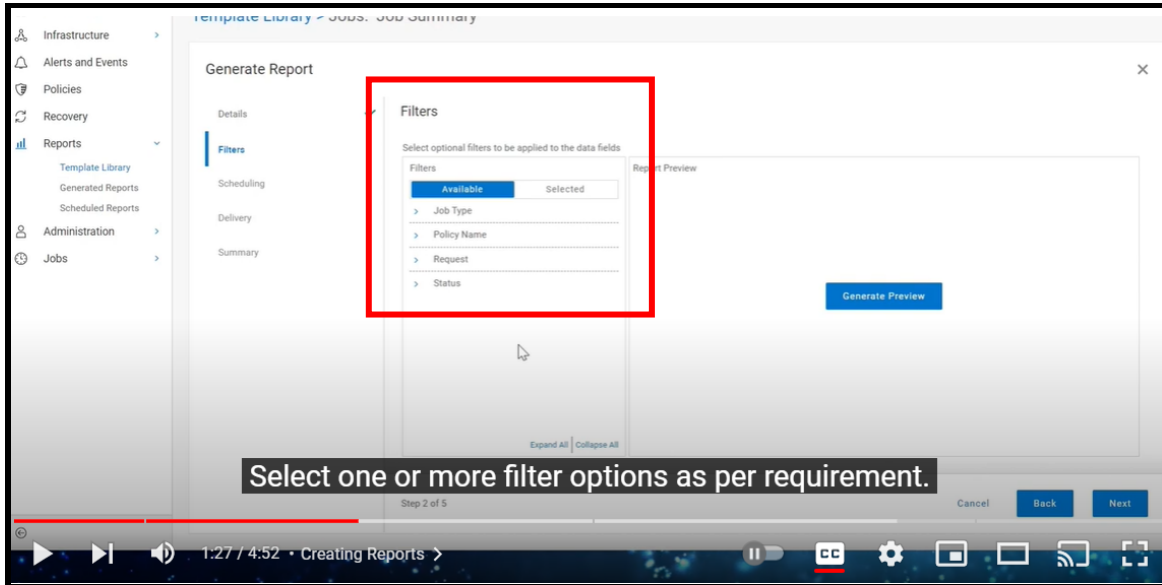 Template Library > Jobs: Job Summary
Infrastructure
Alerts and Events
Policies
Recovery
Reports
Template Library
Generated Reports
Scheduled Reports
Administration
Jobs
Generate Report
Details
Filters
Scheduling
Delivery
Summary
Filters
Select optional filters to be applied to the data fields
Filters
Available Selected
Job Type
Policy Name
Request
Status
Expand All | Collapse All
Report Preview
Generate Preview
Select one or more filter options as per requirement.
Step 2 of 5
Cancel Back Next
1:27 / 4:52 • Creating Reports >
CC